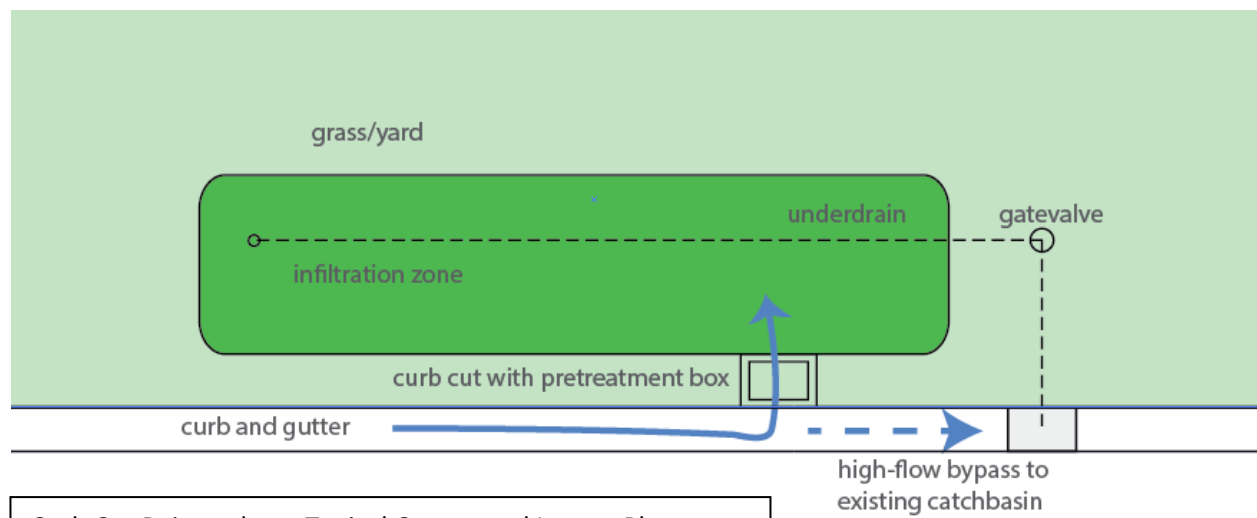 grass/yard
underdrain
gatevalve
infiltration zone
curb cut with pretreatment box
curb and gutter
high-flow bypass to
existing catchbasin